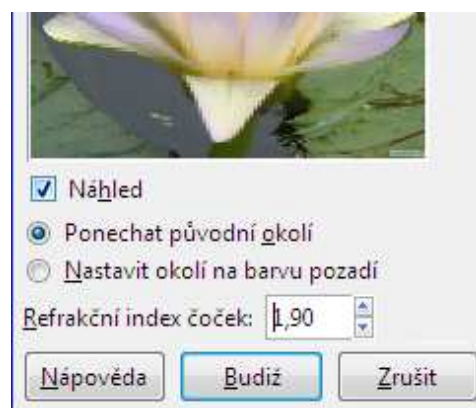 Náhled
Ponechat původní okolí
Nastavit okolí na barvu pozadí
Refrakční index čoček: 1,90
Nápověda Budiž Zrušit